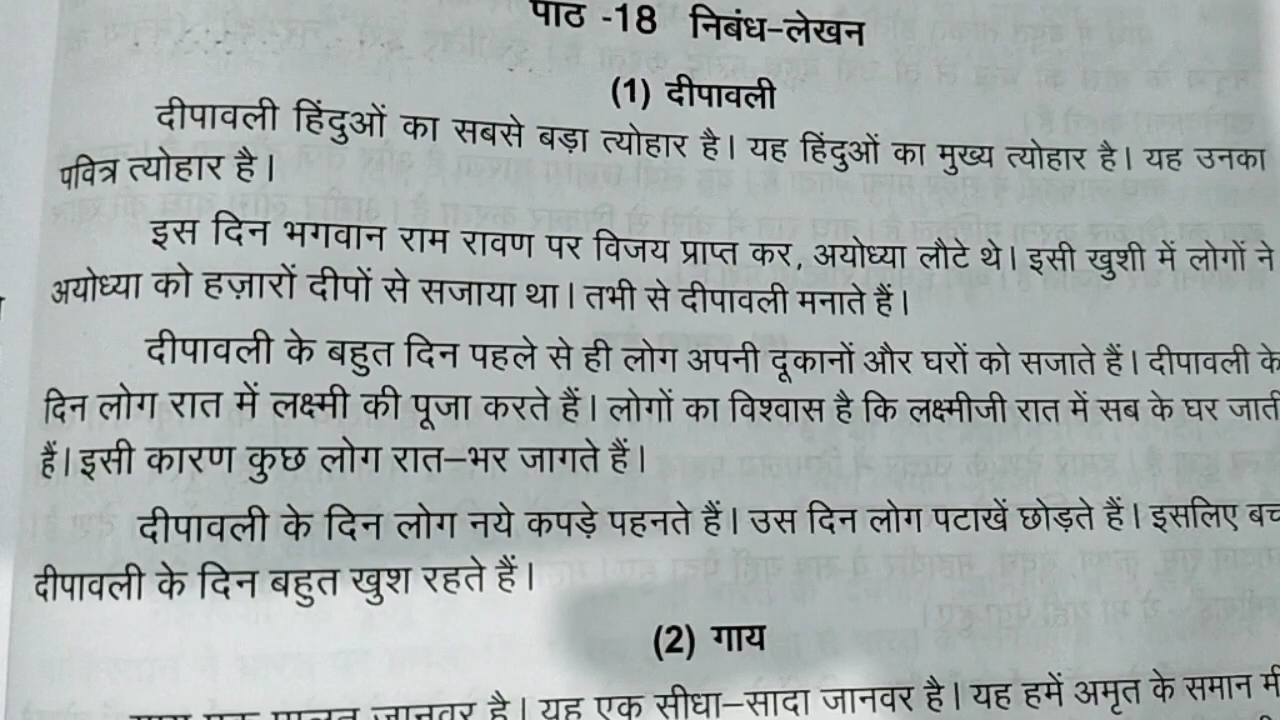 पाठ -18 निबंध-लेखन
(1) दीपावली
दीपावली हिंदुओं का सबसे बड़ा त्योहार है। यह हिंदुओं का मुख्य त्योहार है। यह उनका
पवित्र त्योहार है।
इस दिन भगवान राम रावण पर विजय प्राप्त कर, अयोध्या लौटे थे। इसी खुशी में लोगों ने
अयोध्या को हज़ारों दीपों से सजाया था। तभी से दीपावली मनाते हैं।
दीपावली के बहुत दिन पहले से ही लोग अपनी दूकानों और घरों को सजाते हैं। दीपावली के
दिन लोग रात में लक्ष्मी की पूजा करते हैं। लोगों का विश्वास है कि लक्ष्मीजी रात में सब के घर जाती
हैं। इसी कारण कुछ लोग रात-भर जागते हैं।
दीपावली के दिन लोग नये कपड़े पहनते हैं। उस दिन लोग पटाखें छोड़ते हैं। इसलिए
दीपावली के दिन बहुत खुश रहते हैं।
(2) गाय
जानवर है। यह एक सीधा-सादा जानवर है। यह हमें अमृत के समान